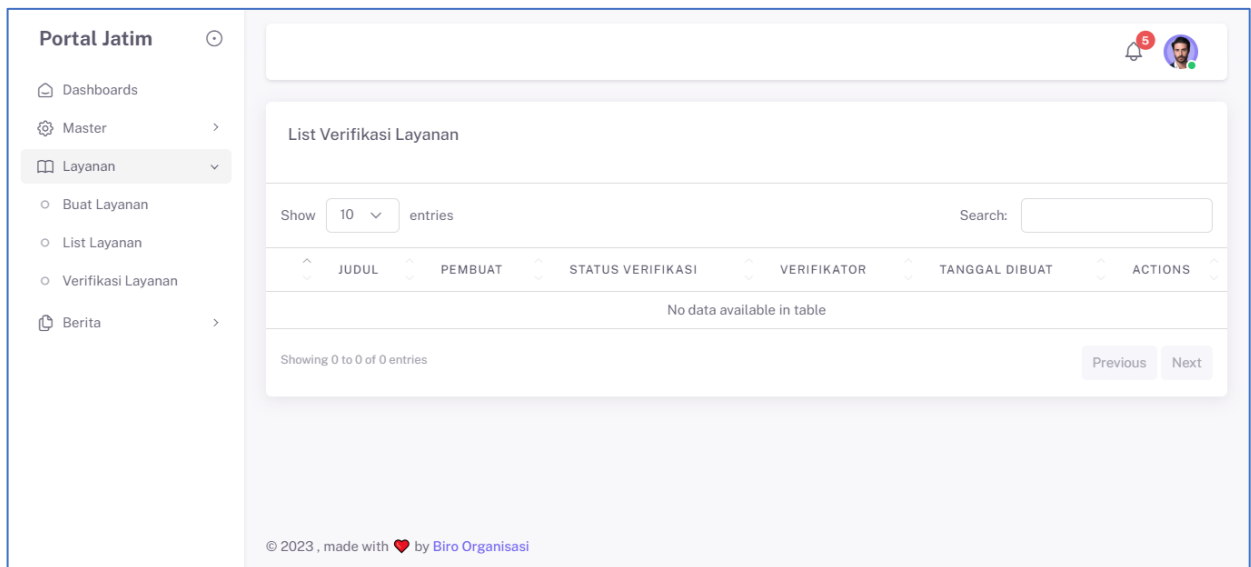 Portal Jatim
Dashboards
Master
Layanan
Buat Layanan
List Layanan
Verifikasi Layanan
Berita
5
List Verifikasi Layanan
Show 10 entries Search:
JUDUL PEMBUAT STATUS VERIFIKASI VERIFIKATOR TANGGAL DIBUAT ACTIONS
No data available in table
Showing 0 to 0 of 0 entries Previous Next
© 2023 , made with ❤️ by Biro Organisasi